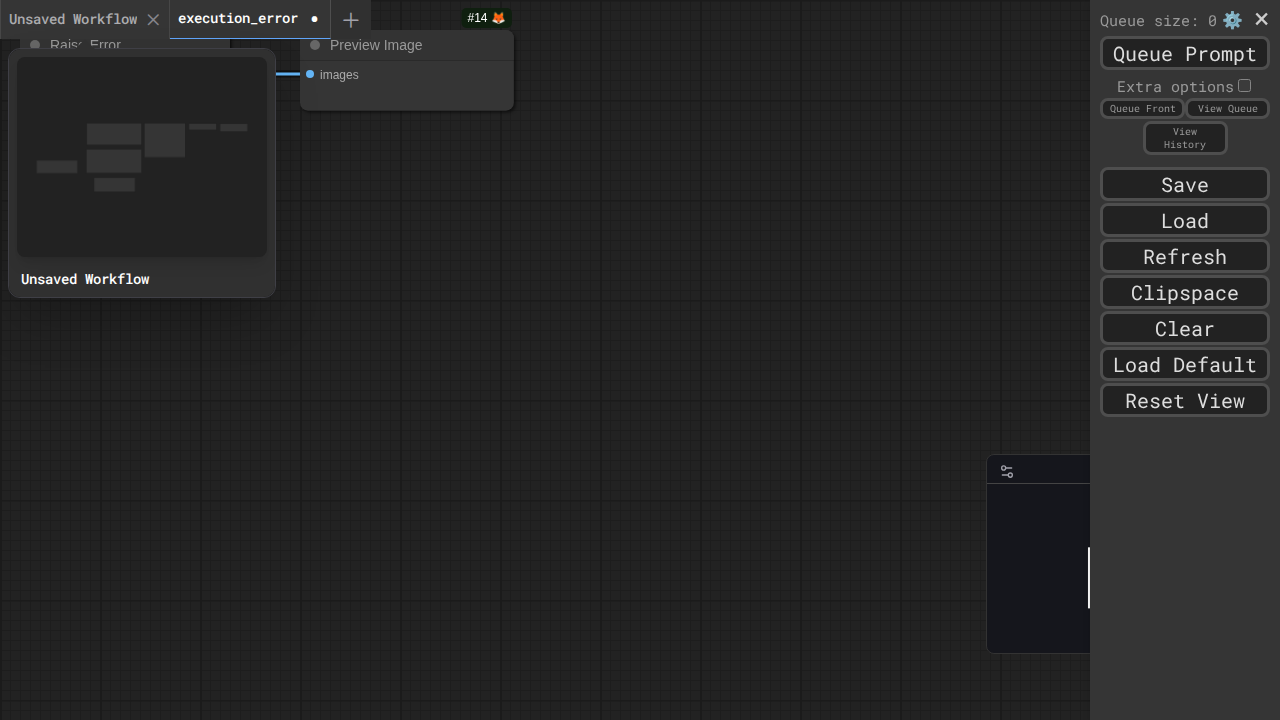 Unsaved Workflow
execution_error
#14
Queue size: 0
Raise Error
Preview Image
images
Unsaved Workflow
Queue Prompt
Extra options
Queue Front
View Queue
View
History
Save
Load
Refresh
Clipspace
Clear
Load Default
Reset View